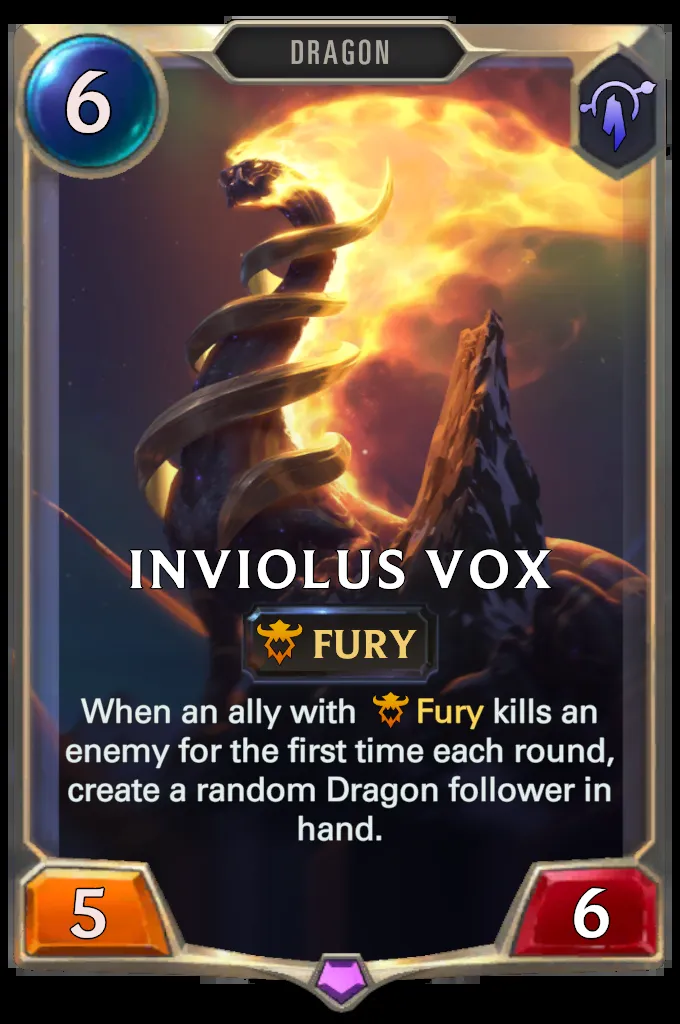 DRAGON
6
INVIOLUS VOX
FURY
When an ally with Fury kills an
enemy for the first time each round,
create a random Dragon follower in
hand.
5
6